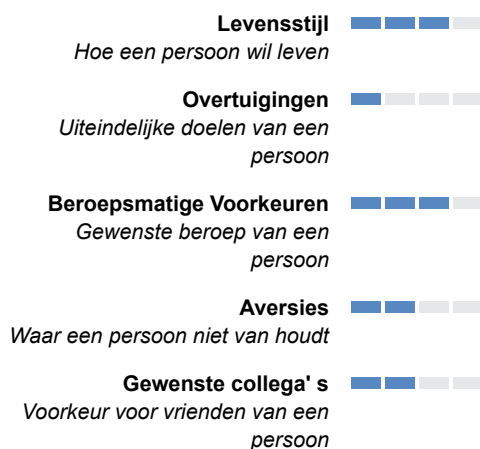 Levensstijl
Hoe een persoon wil leven
Overtuigingen
Uiteindelijke doelen van een
persoon
Beroepsmatige Voorkeuren
Gewenste beroep van een
persoon
Aversies
Waar een persoon niet van houdt
Gewenste collega' s
Voorkeur voor vrienden van een
persoon